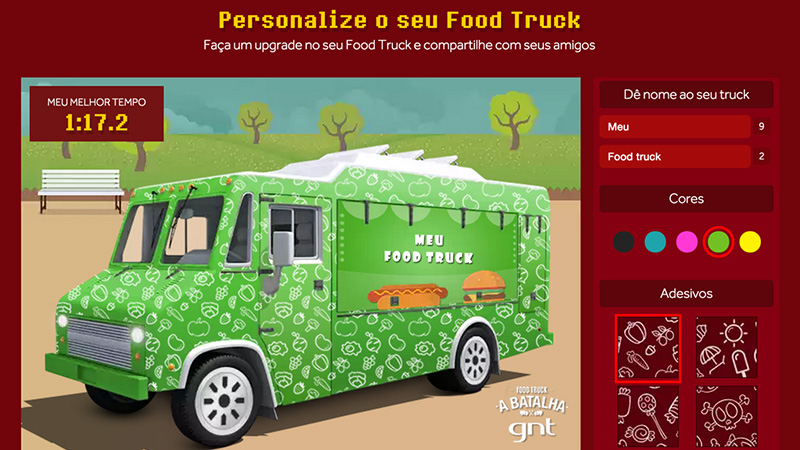 Personalize o seu Food Truck
Faça um upgrade no seu Food Truck e compartilhe com seus amigos
MEU MELHOR TEMPO
1:17.2
Dê nome ao seu truck
Meu 9
Food truck 2
Cores
Adesivos
MEU
FOOD TRUCK
FOOD TRUCK
A BATALHA
gnt